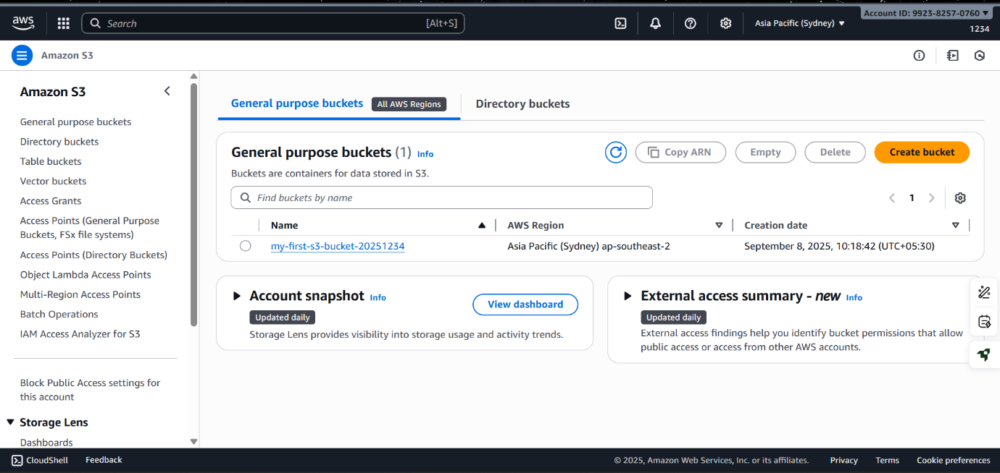 aws
Search [Alt+S]
Asia Pacific (Sydney) ▼
Account ID: 9923-8257-0760 ▼
1234
Amazon S3
Amazon S3
General purpose buckets
Directory buckets
Table buckets
Vector buckets
Access Grants
Access Points (General Purpose
Buckets, FSx file systems)
Access Points (Directory Buckets)
Object Lambda Access Points
Multi-Region Access Points
Batch Operations
IAM Access Analyzer for S3
Block Public Access settings for
this account
Storage Lens
Dashboards
General purpose buckets All AWS Regions Directory buckets
General purpose buckets (1) Info
Copy ARN Empty Delete Create bucket
Buckets are containers for data stored in S3.
Find buckets by name
1
Name AWS Region Creation date
my-first-s3-bucket-20251234 Asia Pacific (Sydney) ap-southeast-2 September 8, 2025, 10:18:42 (UTC+05:30)
Account snapshot Info
Updated daily
View dashboard
Storage Lens provides visibility into storage usage and activity trends.
External access summary - new Info
Updated daily
External access findings help you identify bucket permissions that allow
public access or access from other AWS accounts.
CloudShell Feedback © 2025, Amazon Web Services, Inc. or its affiliates. Privacy Terms Cookie preferences